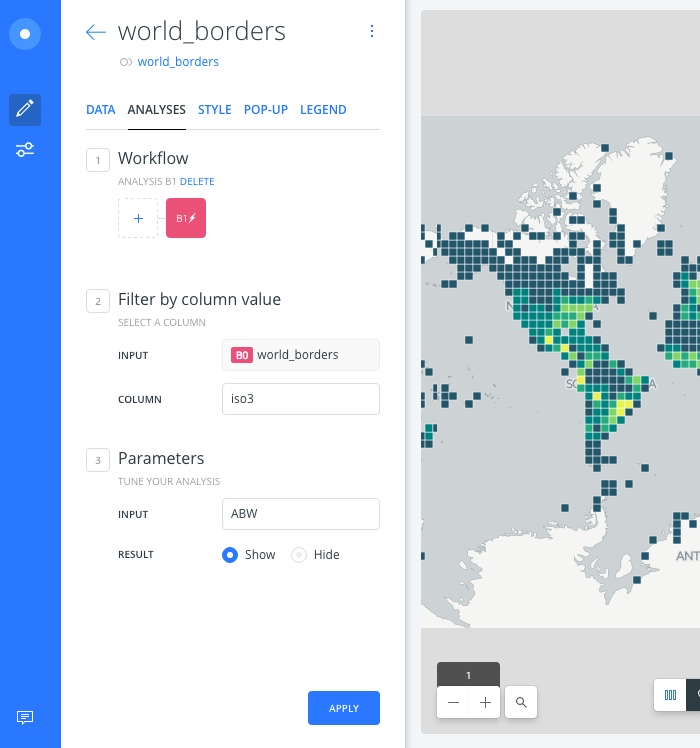 world_borders
world_borders
DATA ANALYSES STYLE POP-UP LEGEND
1 Workflow
ANALYSIS B1 DELETE
+ B1
2 Filter by column value
SELECT A COLUMN
INPUT B0 world_borders
COLUMN iso3
3 Parameters
TUNE YOUR ANALYSIS
INPUT ABW
RESULT Show Hide
APPLY
N A
SO A
ANT
1